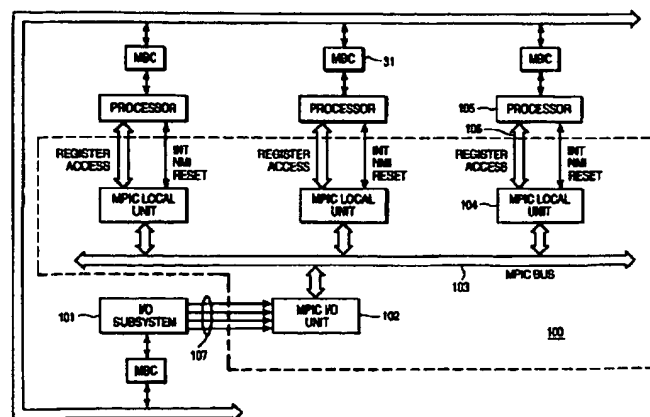 MBC
MBC
31
MBC
PROCESSOR
PROCESSOR
105
PROCESSOR
106
REGISTER
ACCESS
INT
NMI
RESET
REGISTER
ACCESS
INT
NMI
RESET
REGISTER
ACCESS
INT
NMI
RESET
MPIC LOCAL
UNIT
MPIC LOCAL
UNIT
104
MPIC LOCAL
UNIT
103
MPIC BUS
101
I/O
SUBSYSTEM
107
MPIC I/O
UNIT
102
100
MBC